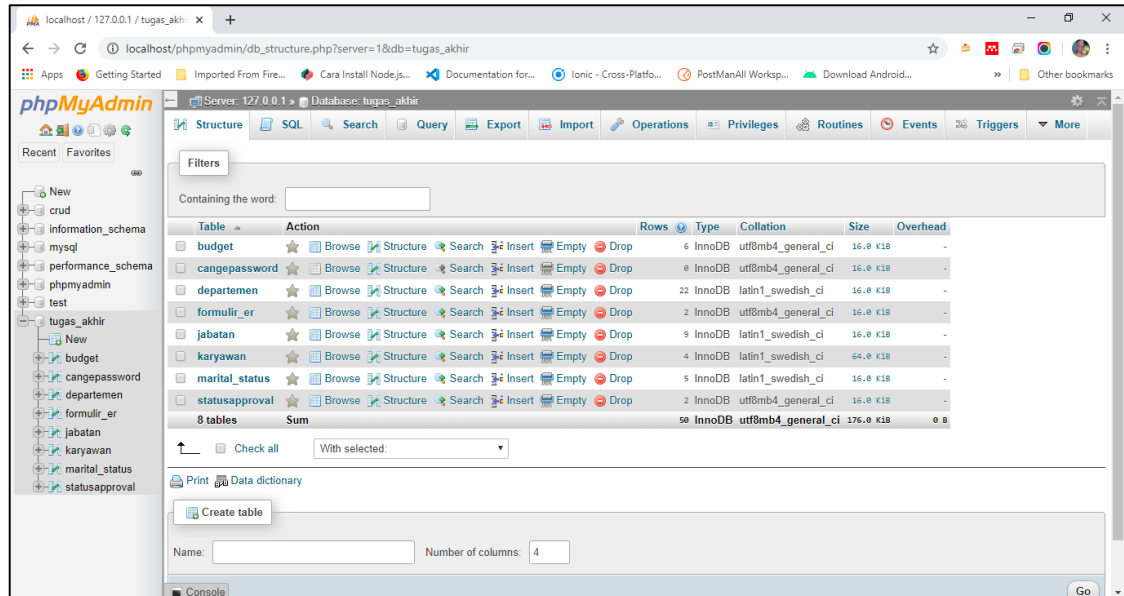 localhost / 127.0.0.1 / tugas_akhi
localhost/phpmyadmin/db_structure.php?server=1&db=tugas_akhir
Apps Getting Started Imported From Fire... Cara Install Node.js... Documentation for... Ionic - Cross-Platfo... PostManAll Worksp... Download Android... » Other bookmarks
phpMyAdmin
Recent Favorites
New
crud
information_schema
mysql
performance_schema
phpmyadmin
test
tugas_akhir
New
budget
cangepassword
departemen
formulir_er
jabatan
karyawan
marital_status
statusapproval
Server: 127.0.0.1 » Database: tugas_akhir
Structure SQL Search Query Export Import Operations Privileges Routines Events Triggers More
Filters
Containing the word:
Table Action Rows Type Collation Size Overhead
budget Browse Structure Search Insert Empty Drop 6 InnoDB utf8mb4_general_ci 16.0 KiB -
cangepassword Browse Structure Search Insert Empty Drop 0 InnoDB utf8mb4_general_ci 16.0 KiB -
departemen Browse Structure Search Insert Empty Drop 22 InnoDB latin1_swedish_ci 16.0 KiB -
formulir_er Browse Structure Search Insert Empty Drop 2 InnoDB utf8mb4_general_ci 16.0 KiB -
jabatan Browse Structure Search Insert Empty Drop 9 InnoDB latin1_swedish_ci 16.0 KiB -
karyawan Browse Structure Search Insert Empty Drop 4 InnoDB latin1_swedish_ci 64.0 KiB -
marital_status Browse Structure Search Insert Empty Drop 5 InnoDB latin1_swedish_ci 16.0 KiB -
statusapproval Browse Structure Search Insert Empty Drop 2 InnoDB utf8mb4_general_ci 16.0 KiB -
8 tables Sum 50 InnoDB utf8mb4_general_ci 176.0 KiB 0 B
Check all With selected:
Print Data dictionary
Create table
Name: Number of columns: 4
Console Go